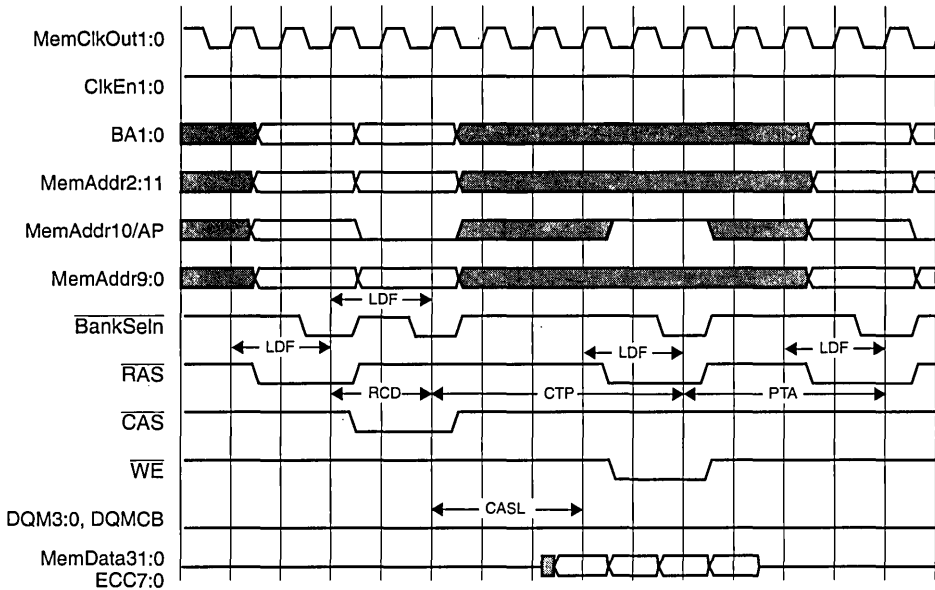 MemClkOut1:0
ClkEn1:0
BA1:0
MemAddr2:11
MemAddr10/AP
MemAddr9:0
LDF
BankSeln
LDF
LDF
LDF
RAS
RCD
CTP
PTA
CAS
WE
CASL
DQM3:0, DQMCB
MemData31:0
ECC7:0